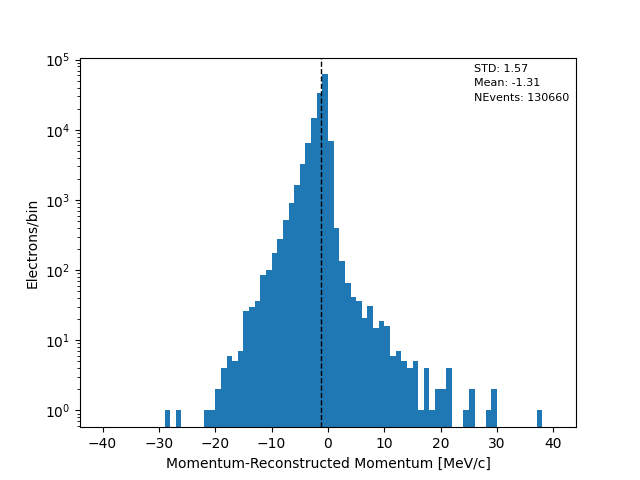 STD: 1.57
Mean: -1.31
NEvents: 130660
Electrons/bin
10^5
10^4
10^3
10^2
10^1
10^0
−40 −30 −20 −10 0 10 20 30 40
Momentum-Reconstructed Momentum [MeV/c]